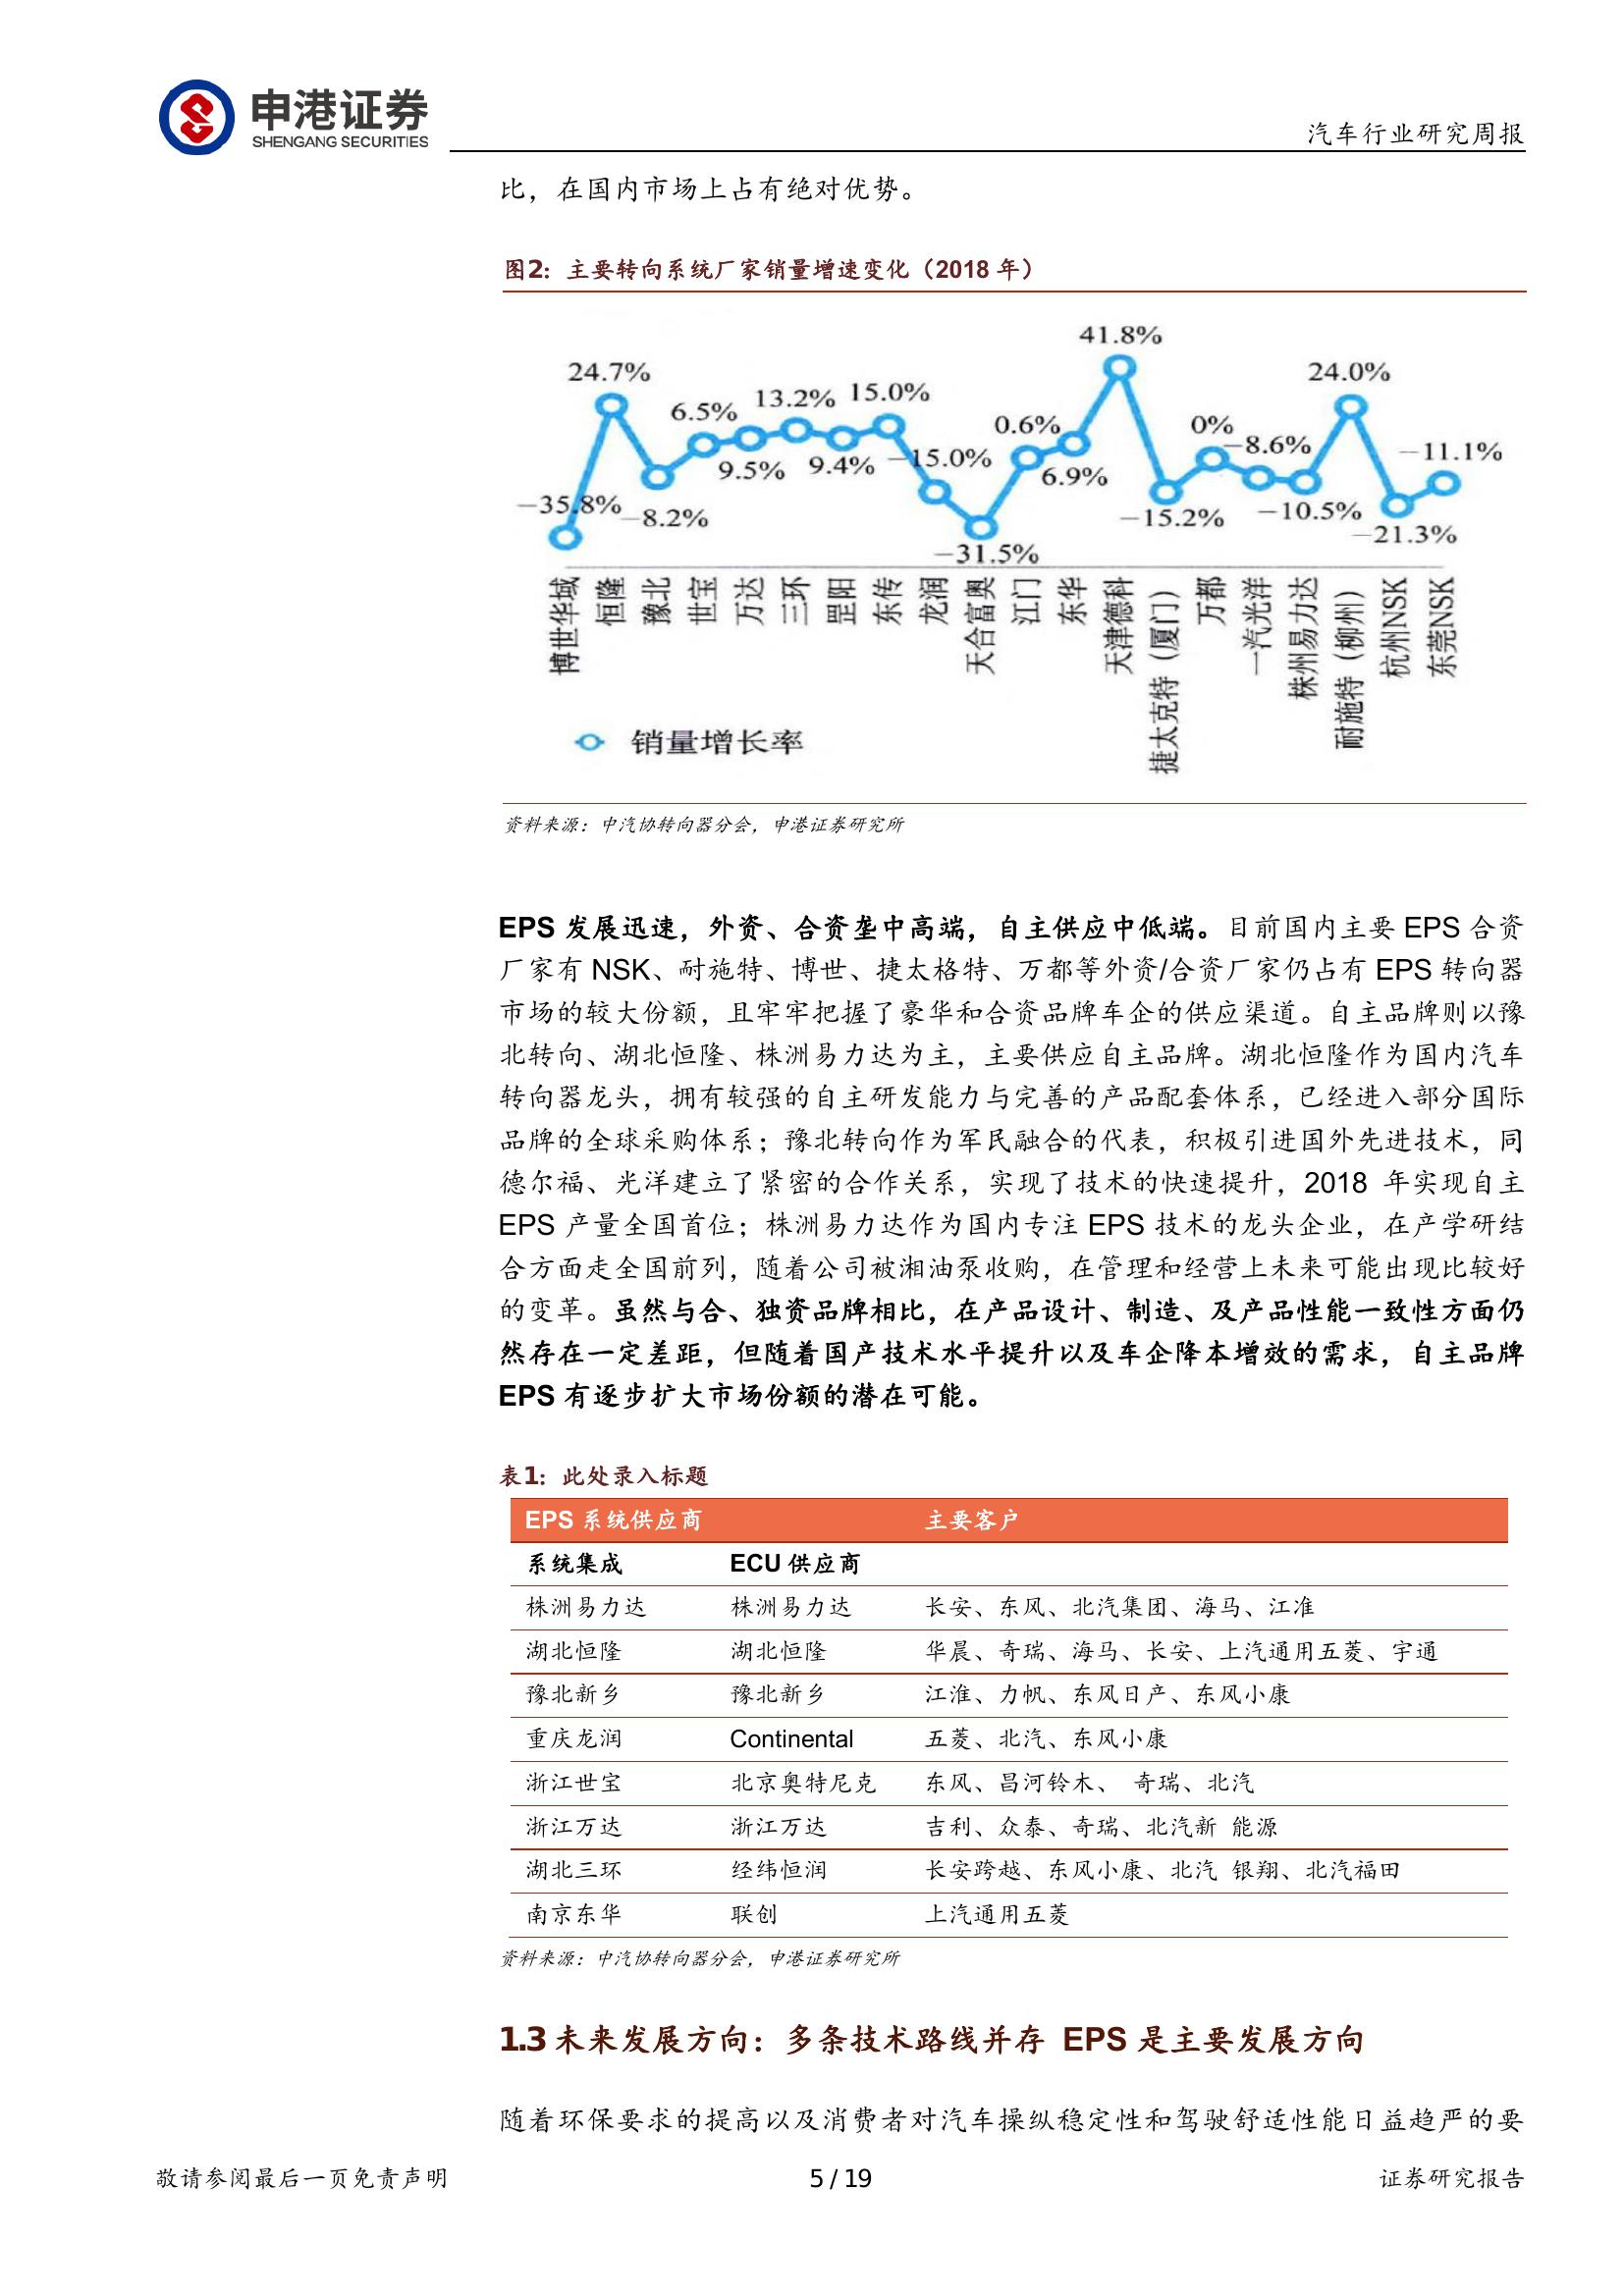 申港证券
SHENGANG SECURITIES
汽车行业研究周报
比，在国内市场上占有绝对优势。
图2：主要转向系统厂家销量增速变化（2018 年）
41.8%
24.7%
24.0%
13.2% 15.0%
6.5%
0.6%
0%
9.5% 9.4% −15.0%
6.9%
−8.6%
−11.1%
−35.8%
−8.2%
−15.2% −10.5%
−21.3%
−31.5%
博世华域
恒隆
豫北
世宝
万达
三环
罡阳
东传
龙润
天合富奥
江门
东华
天津德科
捷太克特（厦门）
万都
一汽光洋
株州易力达
耐施特（柳州）
杭州NSK
东莞NSK
销量增长率
资料来源：中汽协转向器分会，申港证券研究所
EPS 发展迅速，外资、合资垄中高端，自主供应中低端。目前国内主要 EPS 合资
厂家有 NSK、耐施特、博世、捷太格特、万都等外资/合资厂家仍占有 EPS 转向器
市场的较大份额，且牢牢把握了豪华和合资品牌车企的供应渠道。自主品牌则以豫
北转向、湖北恒隆、株洲易力达为主，主要供应自主品牌。湖北恒隆作为国内汽车
转向器龙头，拥有较强的自主研发能力与完善的产品配套体系，已经进入部分国际
品牌的全球采购体系；豫北转向作为军民融合的代表，积极引进国外先进技术，同
德尔福、光洋建立了紧密的合作关系，实现了技术的快速提升，2018 年实现自主
EPS 产量全国首位；株洲易力达作为国内专注 EPS 技术的龙头企业，在产学研结
合方面走全国前列，随着公司被湘油泵收购，在管理和经营上未来可能出现比较好
的变革。虽然与合、独资品牌相比，在产品设计、制造、及产品性能一致性方面仍
然存在一定差距，但随着国产技术水平提升以及车企降本增效的需求，自主品牌
EPS 有逐步扩大市场份额的潜在可能。
表1：此处录入标题
EPS 系统供应商 主要客户
系统集成 ECU 供应商
株洲易力达 株洲易力达 长安、东风、北汽集团、海马、江准
湖北恒隆 湖北恒隆 华晨、奇瑞、海马、长安、上汽通用五菱、宇通
豫北新乡 豫北新乡 江淮、力帆、东风日产、东风小康
重庆龙润 Continental 五菱、北汽、东风小康
浙江世宝 北京奥特尼克 东风、昌河铃木、 奇瑞、北汽
浙江万达 浙江万达 吉利、众泰、奇瑞、北汽新 能源
湖北三环 经纬恒润 长安跨越、东风小康、北汽 银翔、北汽福田
南京东华 联创 上汽通用五菱
资料来源：中汽协转向器分会，申港证券研究所
1.3 未来发展方向：多条技术路线并存 EPS 是主要发展方向
随着环保要求的提高以及消费者对汽车操纵稳定性和驾驶舒适性能日益趋严的要
敬请参阅最后一页免责声明
5 / 19
证券研究报告